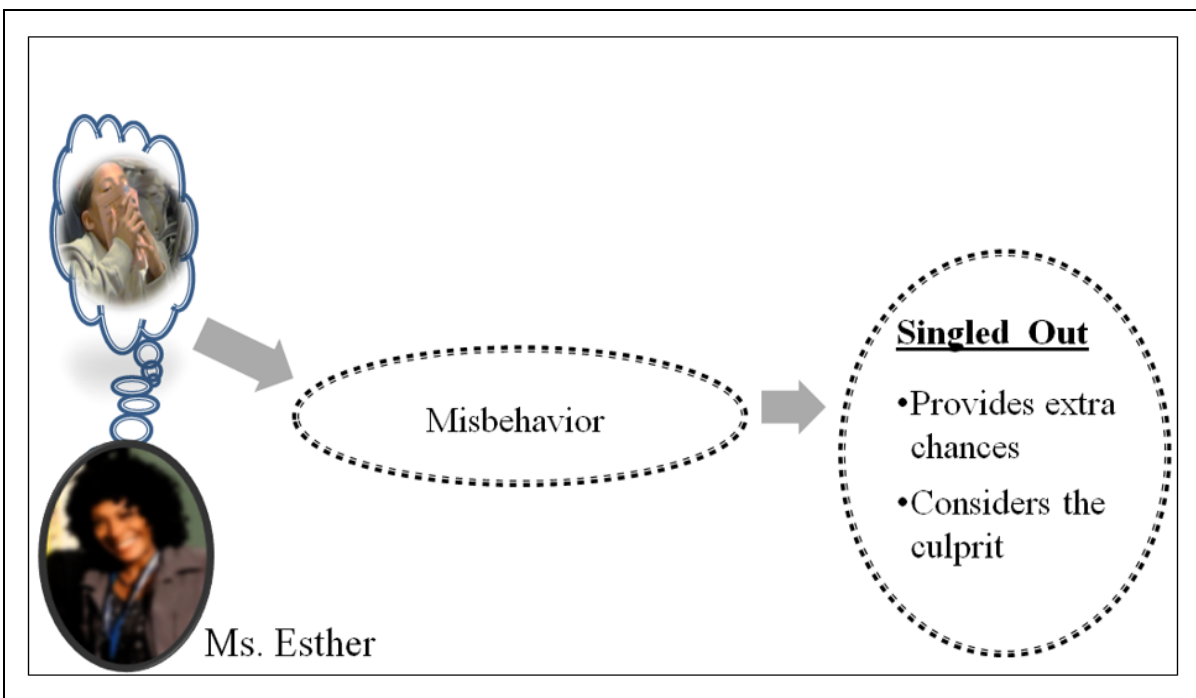 Singled Out
•Provides extra
chances
Misbehavior
•Considers the
culprit
Ms. Esther